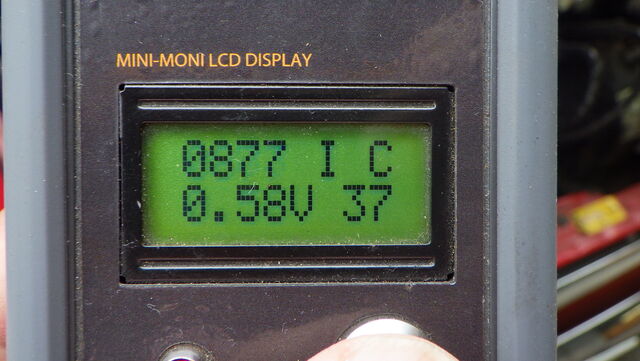 MINI-MONI LCD DISPLAY
0877 I C
0.58V 37